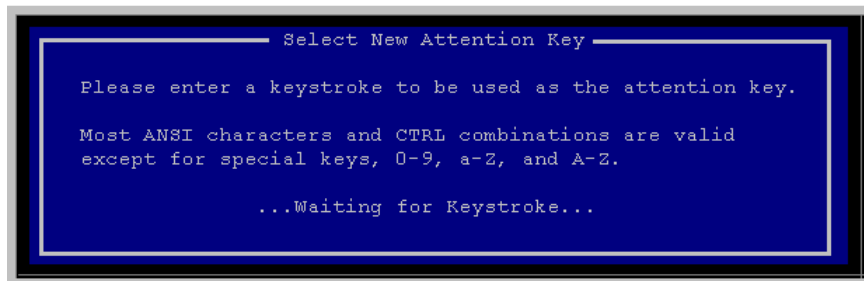 Select New Attention Key
Please enter a keystroke to be used as the attention key.
Most ANSI characters and CTRL combinations are valid
except for special keys, 0-9, a-Z, and A-Z.
...Waiting for Keystroke...